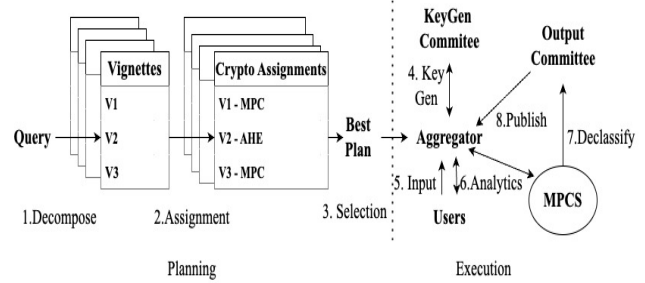 KeyGen
Commitee
Output
Committee
Vignettes
Crypto Assignments
4. Key
Gen
V1
V1 - MPC
8.Publish
Query
V2
V2 - AHE
Best
Plan
Aggregator
7.Declassify
V3
V3 - MPC
5. Input
6.Analytics
MPCS
1.Decompose
2.Assignment
3. Selection
Users
Planning
Execution